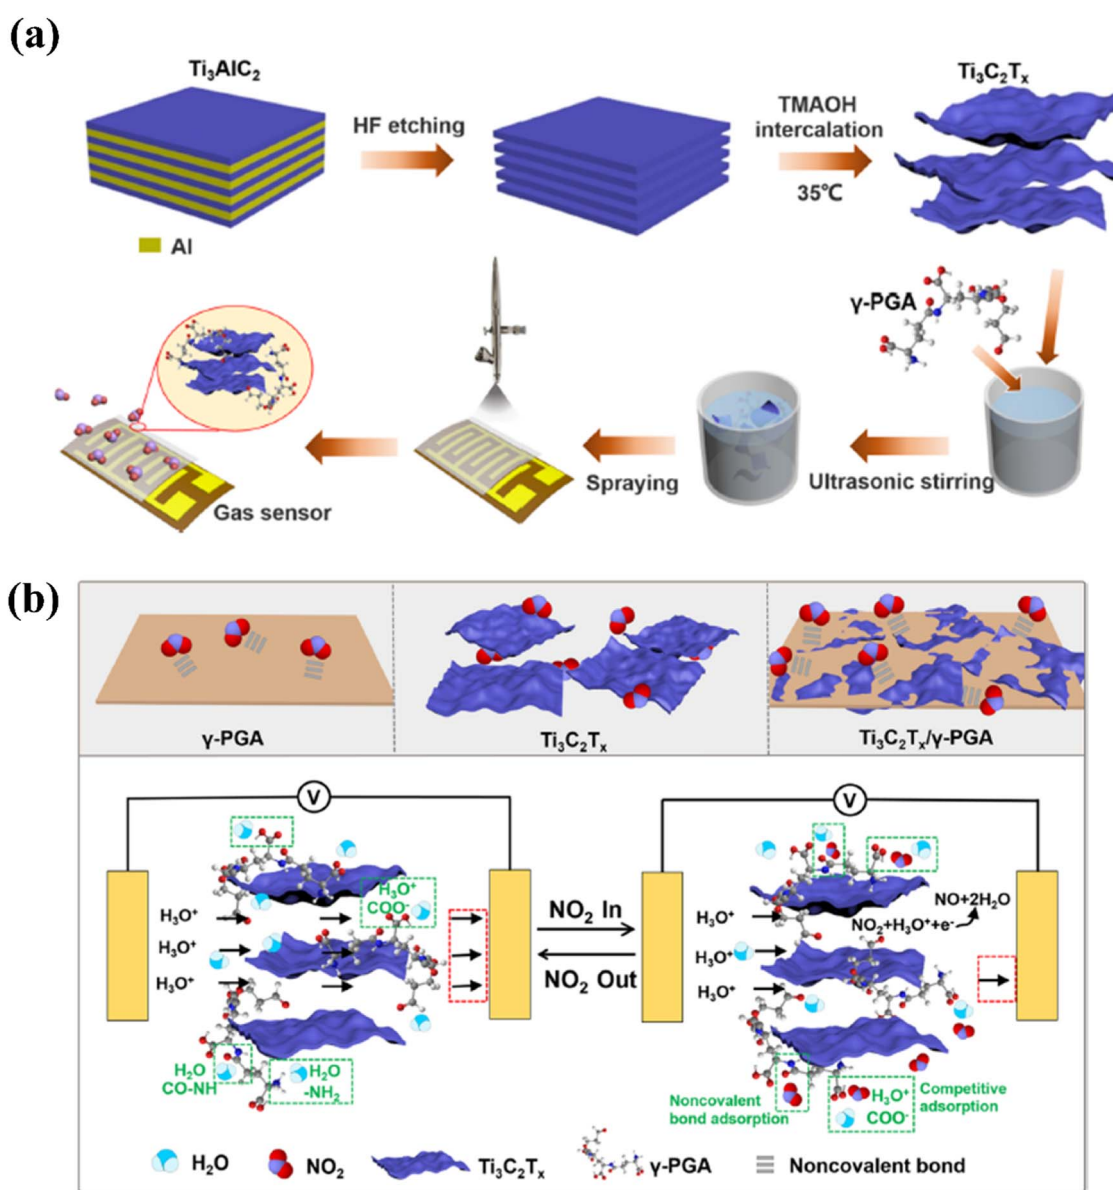 (a)
Ti₃AlC₂
HF etching
TMAOH
intercalation
35℃
Ti₃C₂Tₓ
Al
γ-PGA
Gas sensor
Spraying
Ultrasonic stirring
(b)
γ-PGA
Ti₃C₂Tₓ
Ti₃C₂Tₓ/γ-PGA
V
H₃O⁺
COO⁻
H₃O⁺
H₃O⁺
H₃O⁺
H₂O
CO-NH
H₂O
-NH₂
NO₂ In
NO₂ Out
V
H₃O⁺
H₃O⁺
H₃O⁺
NO+2H₂O
NO₂+H₃O⁺+e-
Noncovalent
bond adsorption
H₃O⁺
COO⁻
Competitive
adsorption
H₂O
NO₂
Ti₃C₂Tₓ
γ-PGA
Noncovalent bond